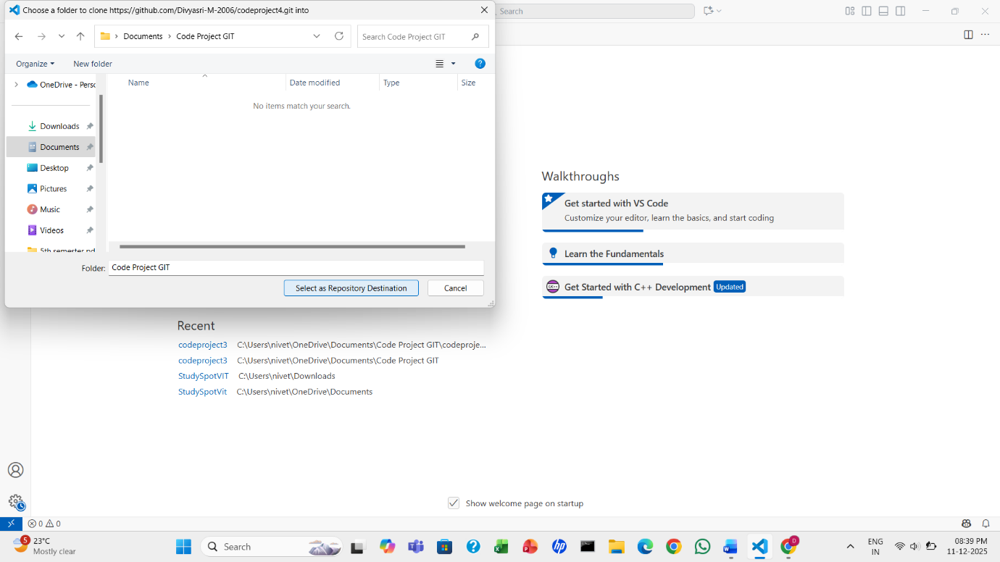 Choose a folder to clone https://github.com/Divyasri-M-2006/codeproject4.git into
Search
Documents > Code Project GIT
Search Code Project GIT
Organize
New folder
Name
Date modified
Type
Size
OneDrive - Perso
No items match your search.
Downloads
Documents
Desktop
Pictures
Music
Videos
5th semester pd
Folder: Code Project GIT
Select as Repository Destination
Cancel
Walkthroughs
Get started with VS Code
Customize your editor, learn the basics, and start coding
Learn the Fundamentals
Get Started with C++ Development Updated
Recent
codeproject3 C:\Users\nivet\OneDrive\Documents\Code Project GIT\codeproje...
codeproject3 C:\Users\nivet\OneDrive\Documents\Code Project GIT
StudySpotVIT C:\Users\nivet\Downloads
StudySpotVit C:\Users\nivet\OneDrive\Documents
Show welcome page on startup
0 0
5
23°C
Mostly clear
Search
D
ENG
IN
08:39 PM
11-12-2025